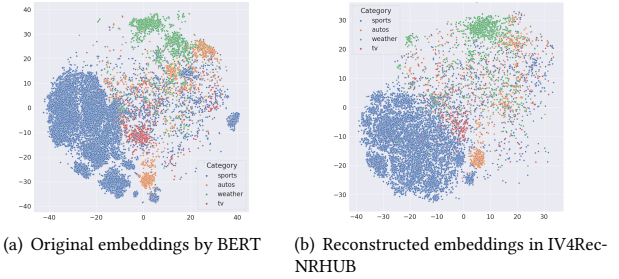 Category
sports
autos
weather
tv
40
30
20
10
0
−10
−20
−30
−40
−40
−20
0
20
40
(a) Original embeddings by BERT
Category
sports
autos
weather
tv
30
20
10
0
−10
−20
−30
−40
−30
−20
−10
0
10
20
30
(b) Reconstructed embeddings in IV4Rec-
NRHUB